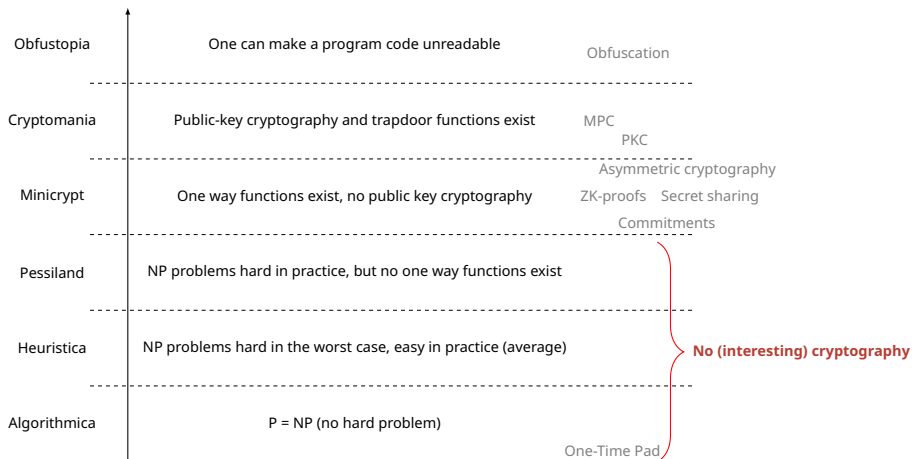 Obfustopia One can make a program code unreadable Obfuscation
Cryptomania Public-key cryptography and trapdoor functions exist MPC
PKC
Asymmetric cryptography
Minicrypt One way functions exist, no public key cryptography ZK-proofs Secret sharing
Commitments
Pessiland NP problems hard in practice, but no one way functions exist
Heuristica NP problems hard in the worst case, easy in practice (average) No (interesting) cryptography
Algorithmica P = NP (no hard problem)
One-Time Pad